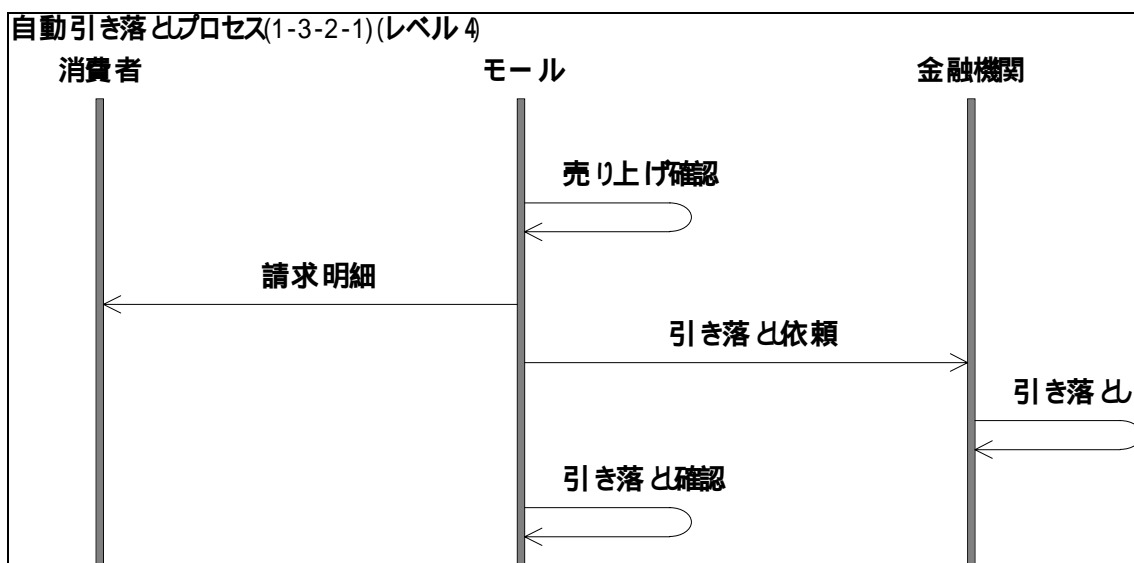 自動引き落としプロセス(1-3-2-1)(レベル4)
消費者
モール
金融機関
売り上げ確認
請求明細
引き落とし依頼
引き落とし
引き落とし確認